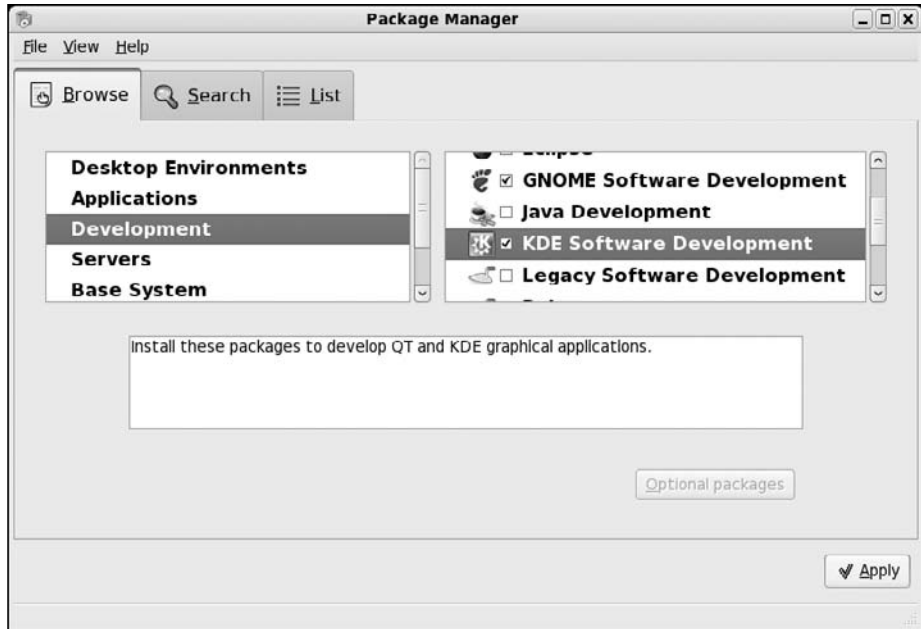 Package Manager
File View Help
Browse Search List
Desktop Environments
Applications
Development
Servers
Base System
GNOME Software Development
Java Development
KDE Software Development
Legacy Software Development
Install these packages to develop QT and KDE graphical applications.
Optional packages
Apply